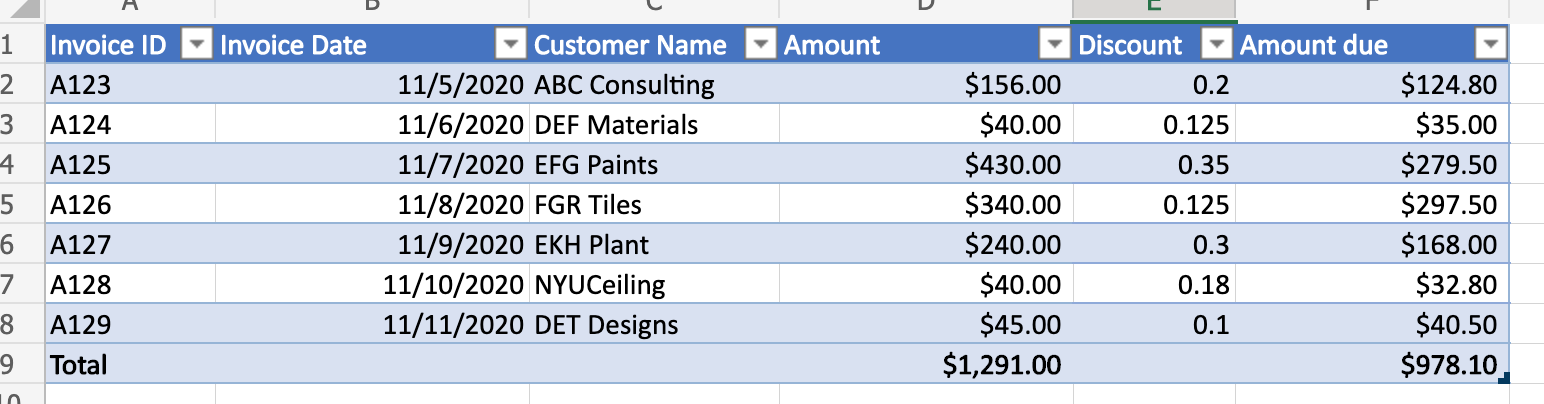 A B C D E F
1 Invoice ID Invoice Date Customer Name Amount Discount Amount due
2 A123 11/5/2020 ABC Consulting $156.00 0.2 $124.80
3 A124 11/6/2020 DEF Materials $40.00 0.125 $35.00
4 A125 11/7/2020 EFG Paints $430.00 0.35 $279.50
5 A126 11/8/2020 FGR Tiles $340.00 0.125 $297.50
6 A127 11/9/2020 EKH Plant $240.00 0.3 $168.00
7 A128 11/10/2020 NYUCeiling $40.00 0.18 $32.80
8 A129 11/11/2020 DET Designs $45.00 0.1 $40.50
9 Total $1,291.00 $978.10
10